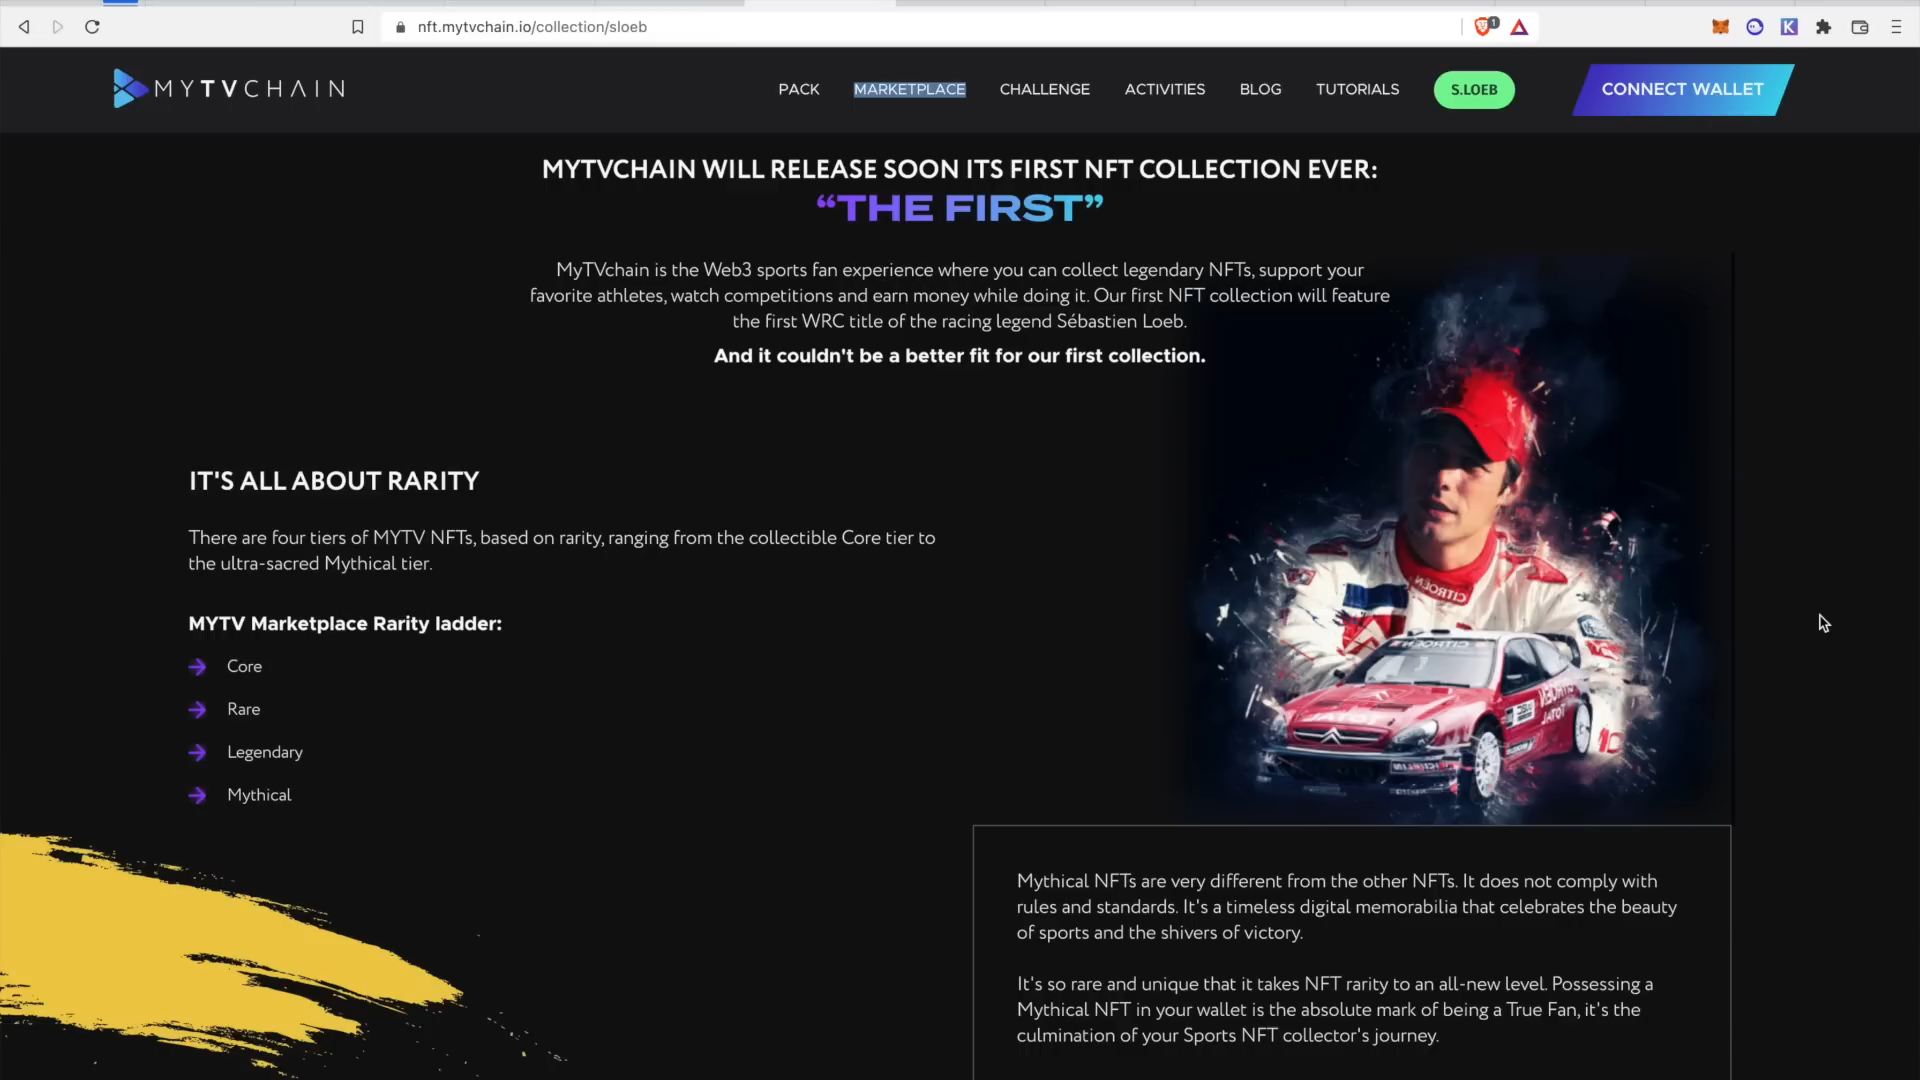 nft.mytvchain.io/collection/sloeb
1
K
MYTVCHAIN
PACK
MARKETPLACE
CHALLENGE
ACTIVITIES
BLOG
TUTORIALS
S.LOEB
CONNECT WALLET
MYTVCHAIN WILL RELEASE SOON ITS FIRST NFT COLLECTION EVER:
“THE FIRST”
MyTVchain is the Web3 sports fan experience where you can collect legendary NFTs, support your
favorite athletes, watch competitions and earn money while doing it. Our first NFT collection will feature
the first WRC title of the racing legend Sébastien Loeb.
And it couldn't be a better fit for our first collection.
IT'S ALL ABOUT RARITY
There are four tiers of MYTV NFTs, based on rarity, ranging from the collectible Core tier to
the ultra-sacred Mythical tier.
MYTV Marketplace Rarity ladder:
Core
Rare
Legendary
Mythical
CITROËN
CITROËN
TOTAL
TOTAL
Mythical NFTs are very different from the other NFTs. It does not comply with
rules and standards. It's a timeless digital memorabilia that celebrates the beauty
of sports and the shivers of victory.
It's so rare and unique that it takes NFT rarity to an all-new level. Possessing a
Mythical NFT in your wallet is the absolute mark of being a True Fan, it's the
culmination of your Sports NFT collector's journey.